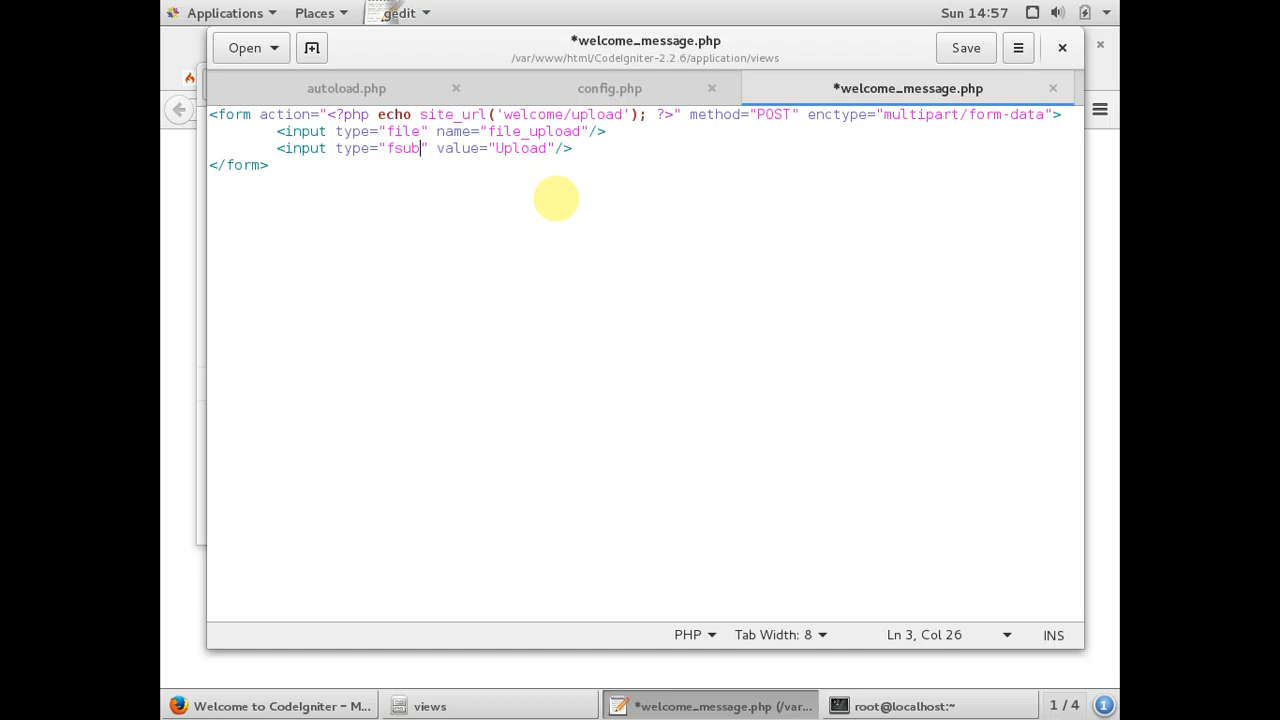 Applications Places gedit Sun 14:57
Open *welcome_message.php Save
/var/www/html/CodeIgniter-2.2.6/application/views
autoload.php config.php *welcome_message.php
<form action="<?php echo site_url('welcome/upload'); ?>" method="POST" enctype="multipart/form-data">
<input type="file" name="file_upload"/>
<input type="fsub" value="Upload"/>
</form>
PHP Tab Width: 8 Ln 3, Col 26 INS
Welcome to CodeIgniter – M... views *welcome_message.php (/var... root@localhost:~ 1 / 4 1